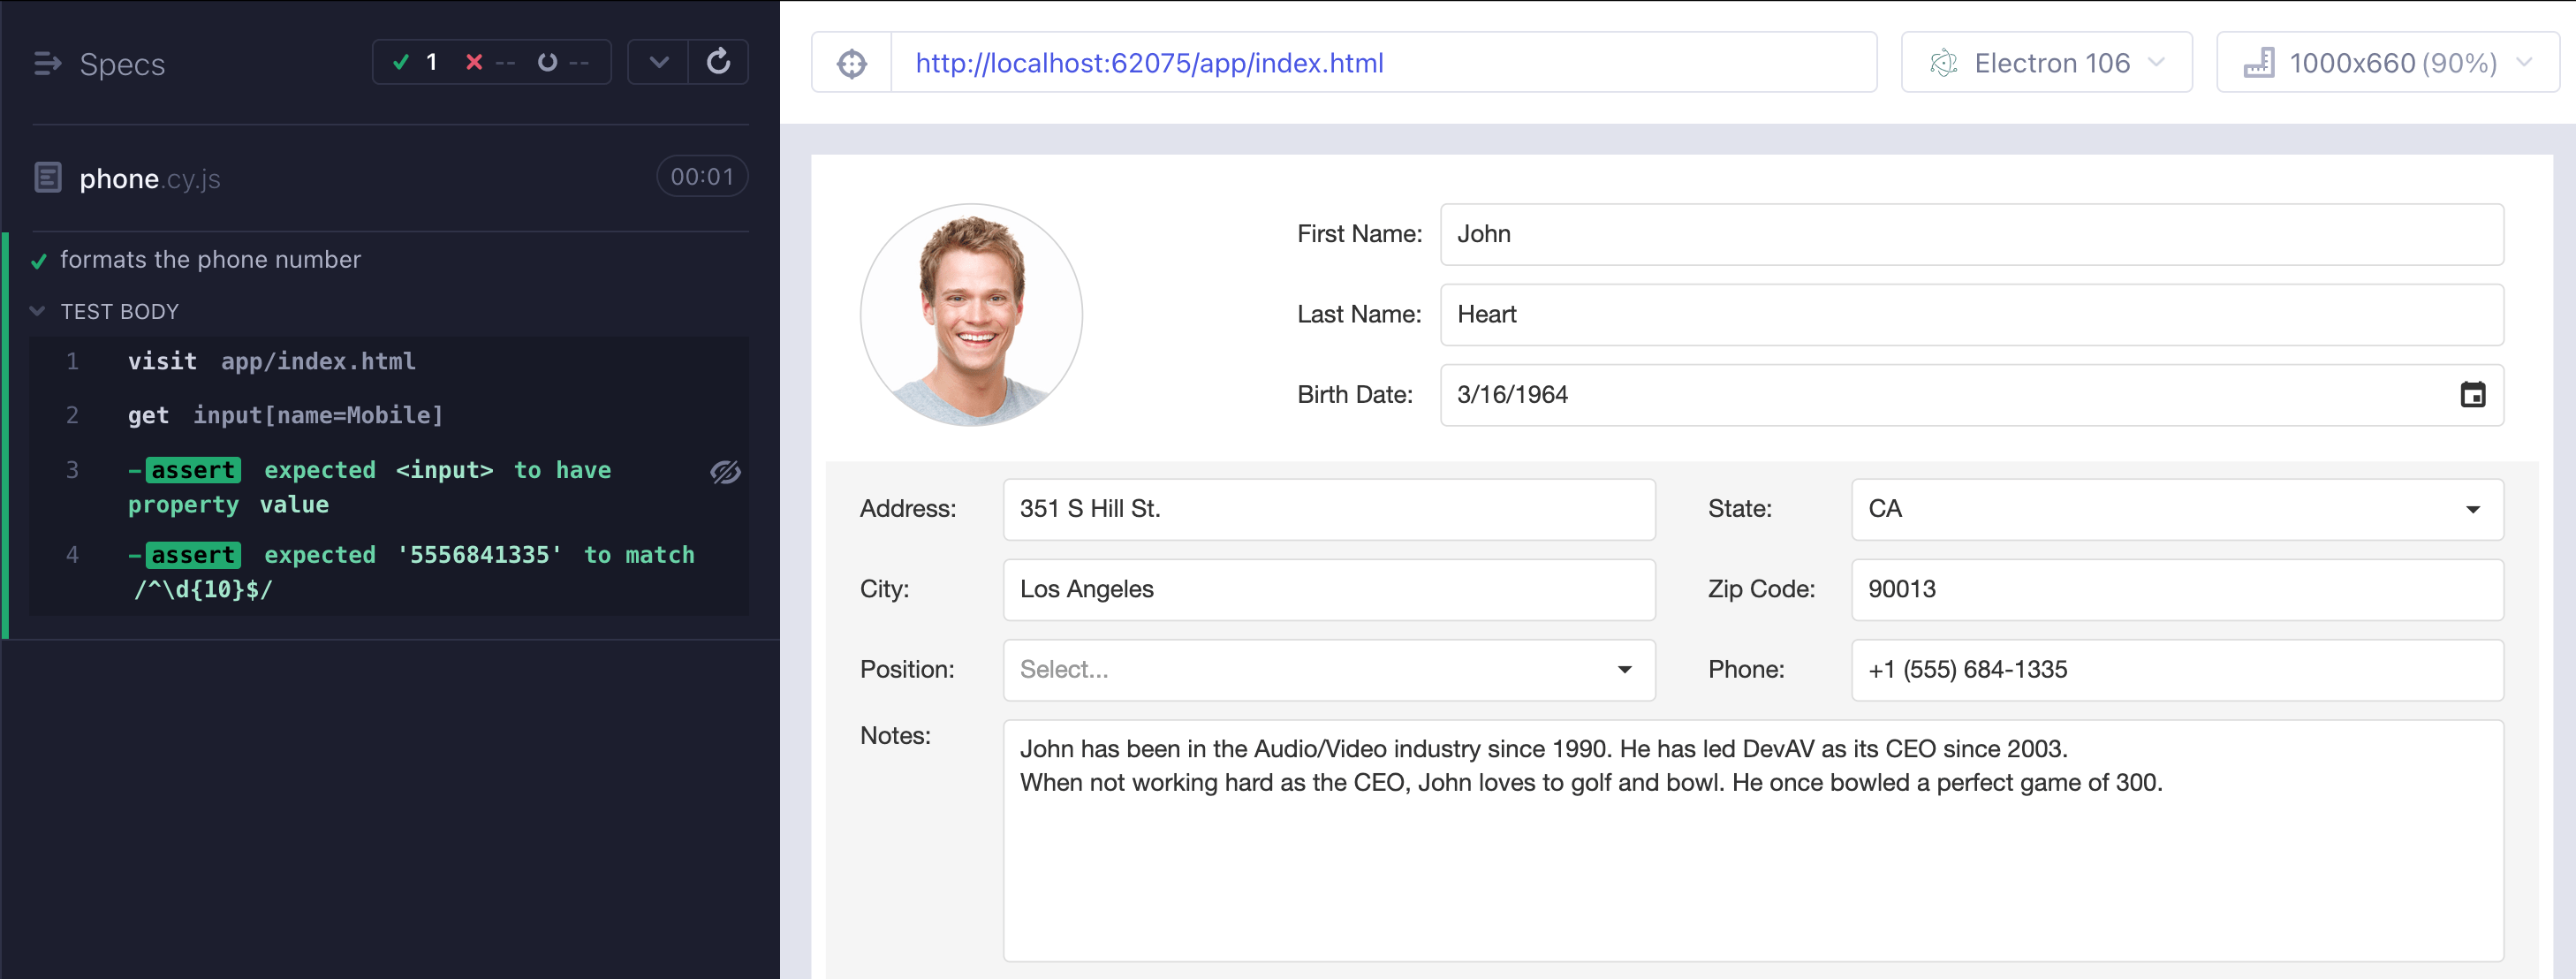 Specs
1 -- --
phone.cy.js 00:01
formats the phone number
TEST BODY
1 visit app/index.html
2 get input[name=Mobile]
3 -assert expected <input> to have
property value
4 -assert expected '5556841335' to match
/^\d{10}$/
http://localhost:62075/app/index.html
Electron 106
1000x660 (90%)
First Name: John
Last Name: Heart
Birth Date: 3/16/1964
Address: 351 S Hill St. State: CA
City: Los Angeles Zip Code: 90013
Position: Select... Phone: +1 (555) 684-1335
Notes: John has been in the Audio/Video industry since 1990. He has led DevAV as its CEO since 2003.
When not working hard as the CEO, John loves to golf and bowl. He once bowled a perfect game of 300.